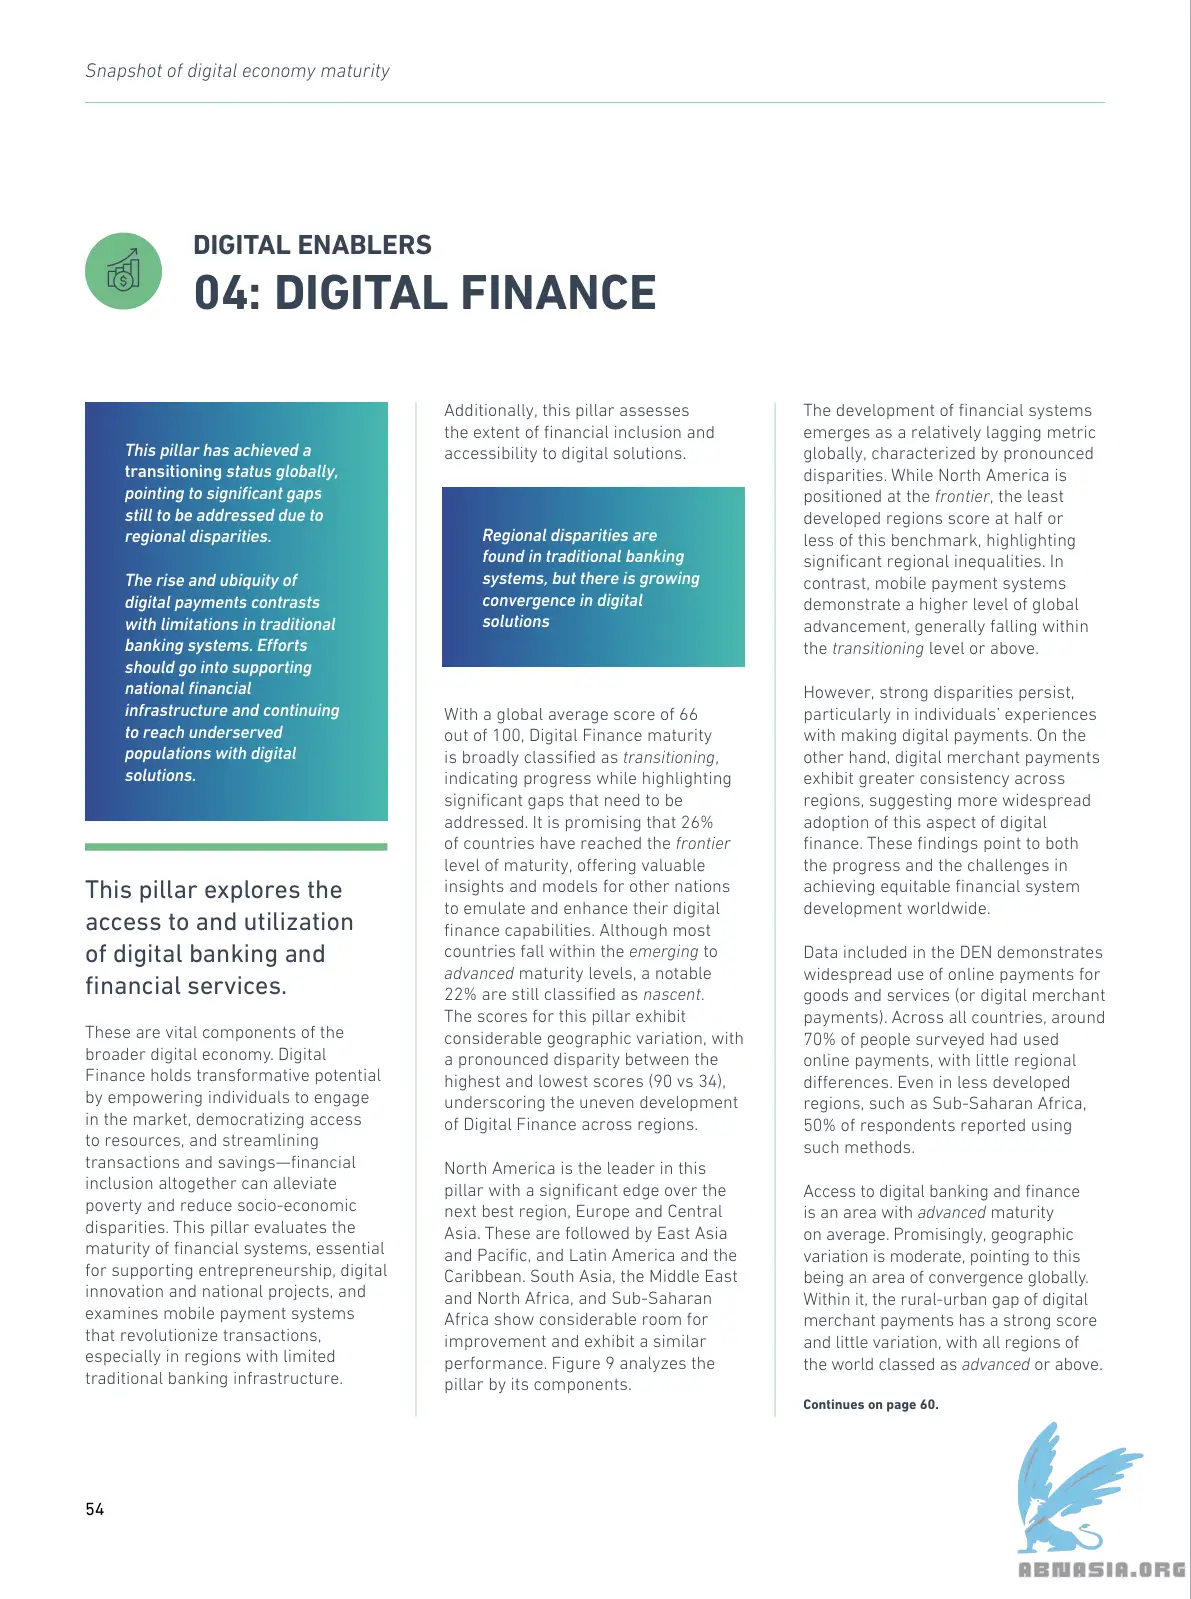 Snapshot of digital economy maturity
DIGITAL ENABLERS
04: DIGITAL FINANCE
This pillar has achieved a
transitioning status globally,
pointing to significant gaps
still to be addressed due to
regional disparities.
The rise and ubiquity of
digital payments contrasts
with limitations in traditional
banking systems. Efforts
should go into supporting
national financial
infrastructure and continuing
to reach underserved
populations with digital
solutions.
This pillar explores the
access to and utilization
of digital banking and
financial services.
These are vital components of the
broader digital economy. Digital
Finance holds transformative potential
by empowering individuals to engage
in the market, democratizing access
to resources, and streamlining
transactions and savings—financial
inclusion altogether can alleviate
poverty and reduce socio-economic
disparities. This pillar evaluates the
maturity of financial systems, essential
for supporting entrepreneurship, digital
innovation and national projects, and
examines mobile payment systems
that revolutionize transactions,
especially in regions with limited
traditional banking infrastructure.
Additionally, this pillar assesses
the extent of financial inclusion and
accessibility to digital solutions.
Regional disparities are
found in traditional banking
systems, but there is growing
convergence in digital
solutions
With a global average score of 66
out of 100, Digital Finance maturity
is broadly classified as transitioning,
indicating progress while highlighting
significant gaps that need to be
addressed. It is promising that 26%
of countries have reached the frontier
level of maturity, offering valuable
insights and models for other nations
to emulate and enhance their digital
finance capabilities. Although most
countries fall within the emerging to
advanced maturity levels, a notable
22% are still classified as nascent.
The scores for this pillar exhibit
considerable geographic variation, with
a pronounced disparity between the
highest and lowest scores (90 vs 34),
underscoring the uneven development
of Digital Finance across regions.
North America is the leader in this
pillar with a significant edge over the
next best region, Europe and Central
Asia. These are followed by East Asia
and Pacific, and Latin America and the
Caribbean. South Asia, the Middle East
and North Africa, and Sub-Saharan
Africa show considerable room for
improvement and exhibit a similar
performance. Figure 9 analyzes the
pillar by its components.
The development of financial systems
emerges as a relatively lagging metric
globally, characterized by pronounced
disparities. While North America is
positioned at the frontier, the least
developed regions score at half or
less of this benchmark, highlighting
significant regional inequalities. In
contrast, mobile payment systems
demonstrate a higher level of global
advancement, generally falling within
the transitioning level or above.
However, strong disparities persist,
particularly in individuals’ experiences
with making digital payments. On the
other hand, digital merchant payments
exhibit greater consistency across
regions, suggesting more widespread
adoption of this aspect of digital
finance. These findings point to both
the progress and the challenges in
achieving equitable financial system
development worldwide.
Data included in the DEN demonstrates
widespread use of online payments for
goods and services (or digital merchant
payments). Across all countries, around
70% of people surveyed had used
online payments, with little regional
differences. Even in less developed
regions, such as Sub-Saharan Africa,
50% of respondents reported using
such methods.
Access to digital banking and finance
is an area with advanced maturity
on average. Promisingly, geographic
variation is moderate, pointing to this
being an area of convergence globally.
Within it, the rural-urban gap of digital
merchant payments has a strong score
and little variation, with all regions of
the world classed as advanced or above.
Continues on page 60.
54
ABNASIA.ORG